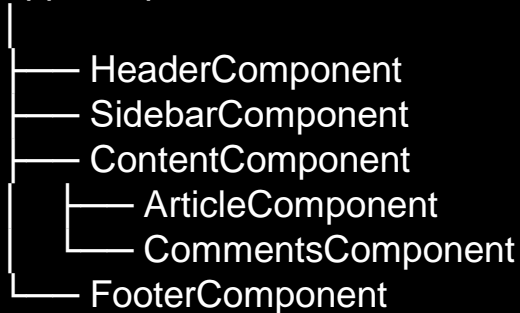 HeaderComponent
SidebarComponent
ContentComponent
ArticleComponent
CommentsComponent
FooterComponent